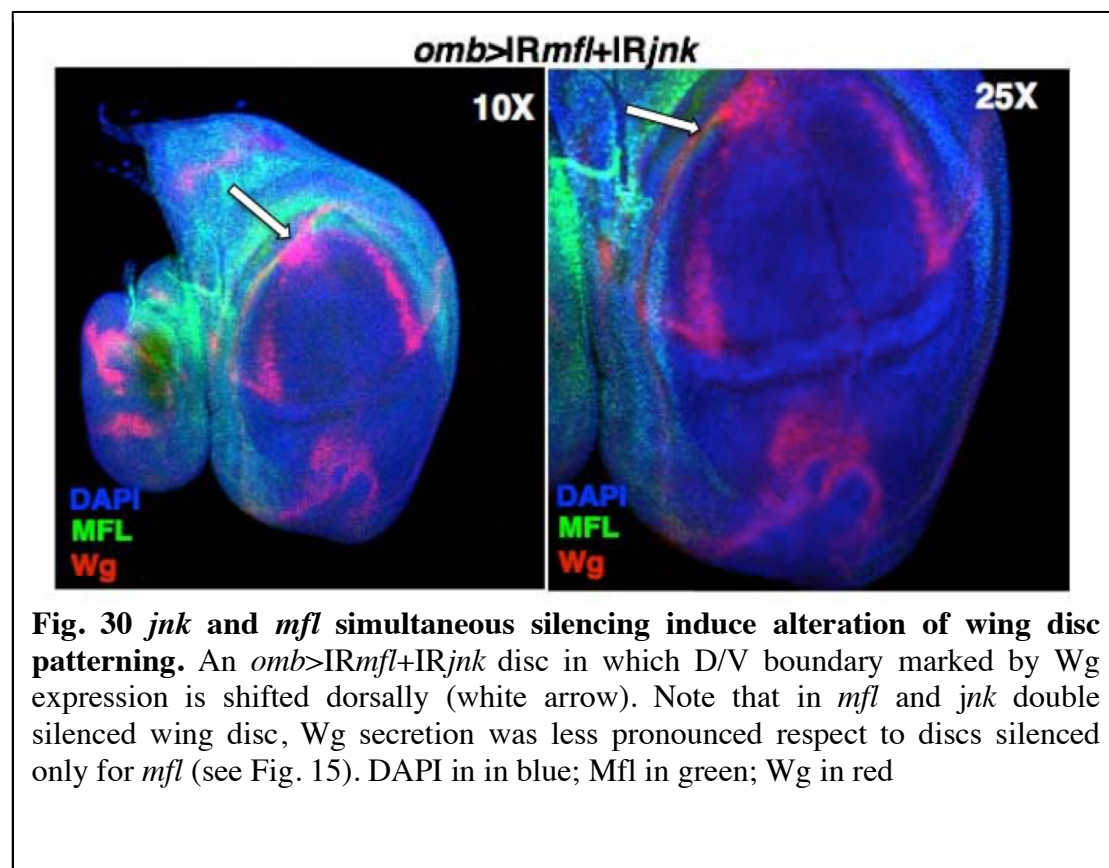 omb>IRmfl+IRjnk
10X
25X
DAPI
MFL
Wg
DAPI
MFL
Wg
Fig. 30 jnk and mfl simultaneous silencing induce alteration of wing disc
patterning. An omb>IRmfl+IRjnk disc in which D/V boundary marked by Wg
expression is shifted dorsally (white arrow). Note that in mfl and jnk double
silenced wing disc, Wg secretion was less pronounced respect to discs silenced
only for mfl (see Fig. 15). DAPI in in blue; Mfl in green; Wg in red